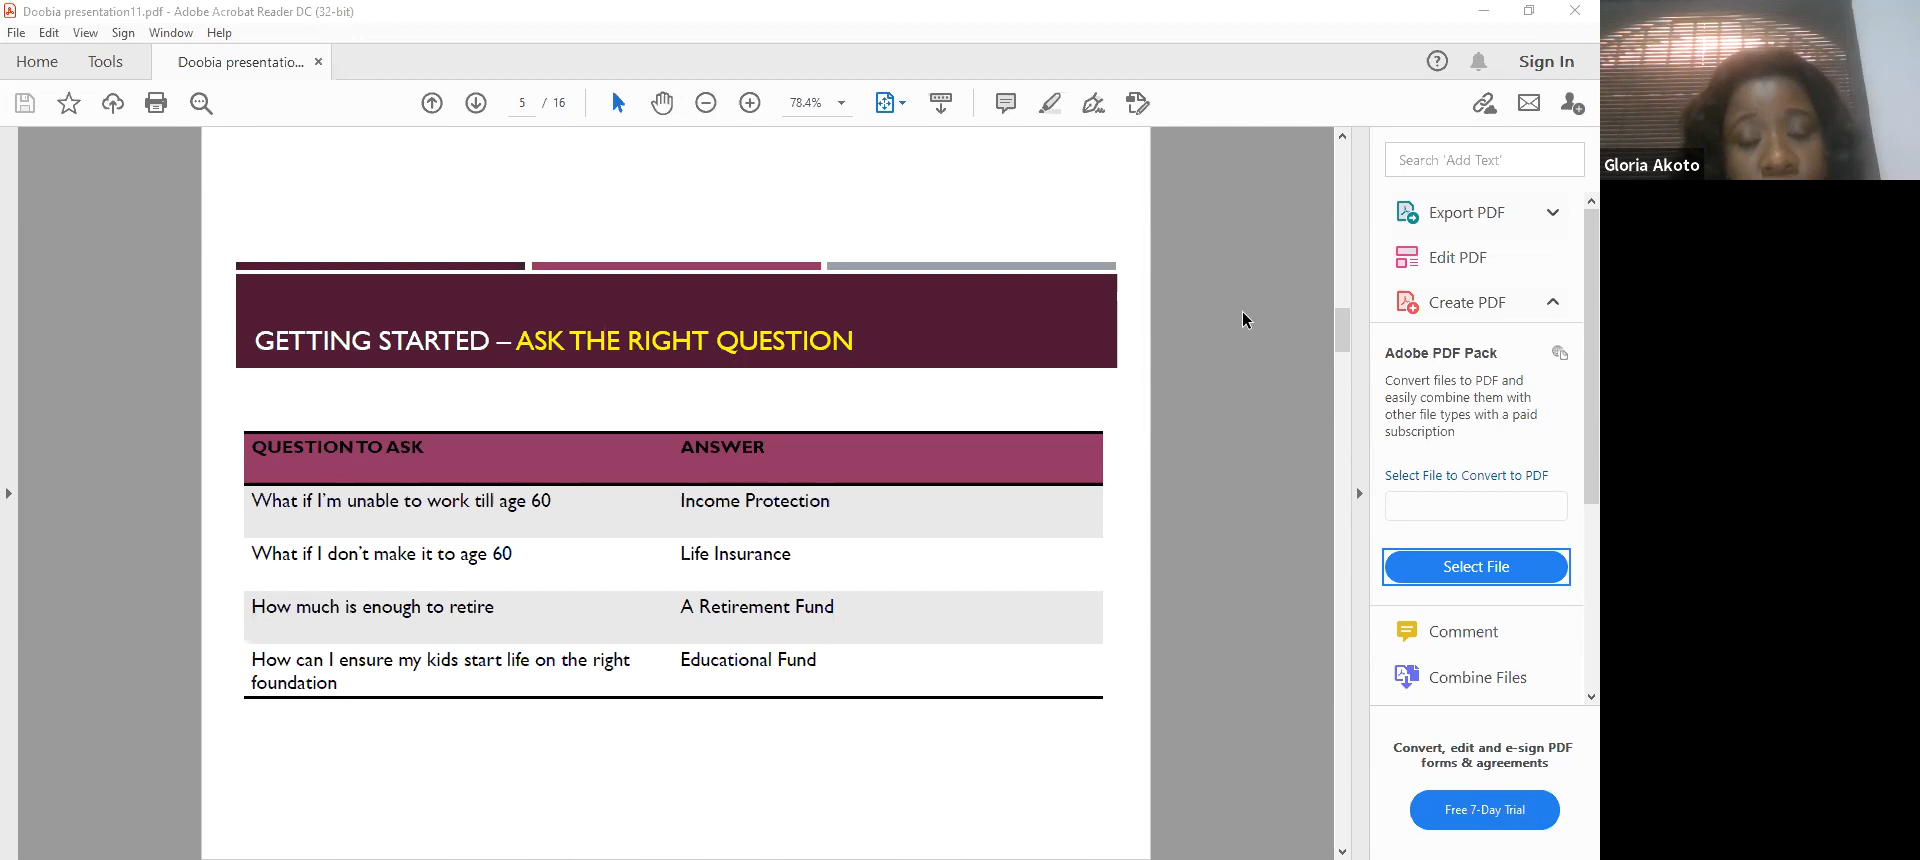 Doobia presentation11.pdf - Adobe Acrobat Reader DC (32-bit)
File Edit View Sign Window Help
Home Tools Doobia presentatio... × Sign In
5 / 16 78.4%
Search 'Add Text'
Gloria Akoto
Export PDF
Edit PDF
Create PDF
Adobe PDF Pack
Convert files to PDF and
easily combine them with
other file types with a paid
subscription
Select File to Convert to PDF
Select File
Comment
Combine Files
Convert, edit and e-sign PDF
forms & agreements
Free 7-Day Trial
GETTING STARTED – ASK THE RIGHT QUESTION
QUESTION TO ASK ANSWER
What if I'm unable to work till age 60 Income Protection
What if I don't make it to age 60 Life Insurance
How much is enough to retire A Retirement Fund
How can I ensure my kids start life on the right Educational Fund
foundation